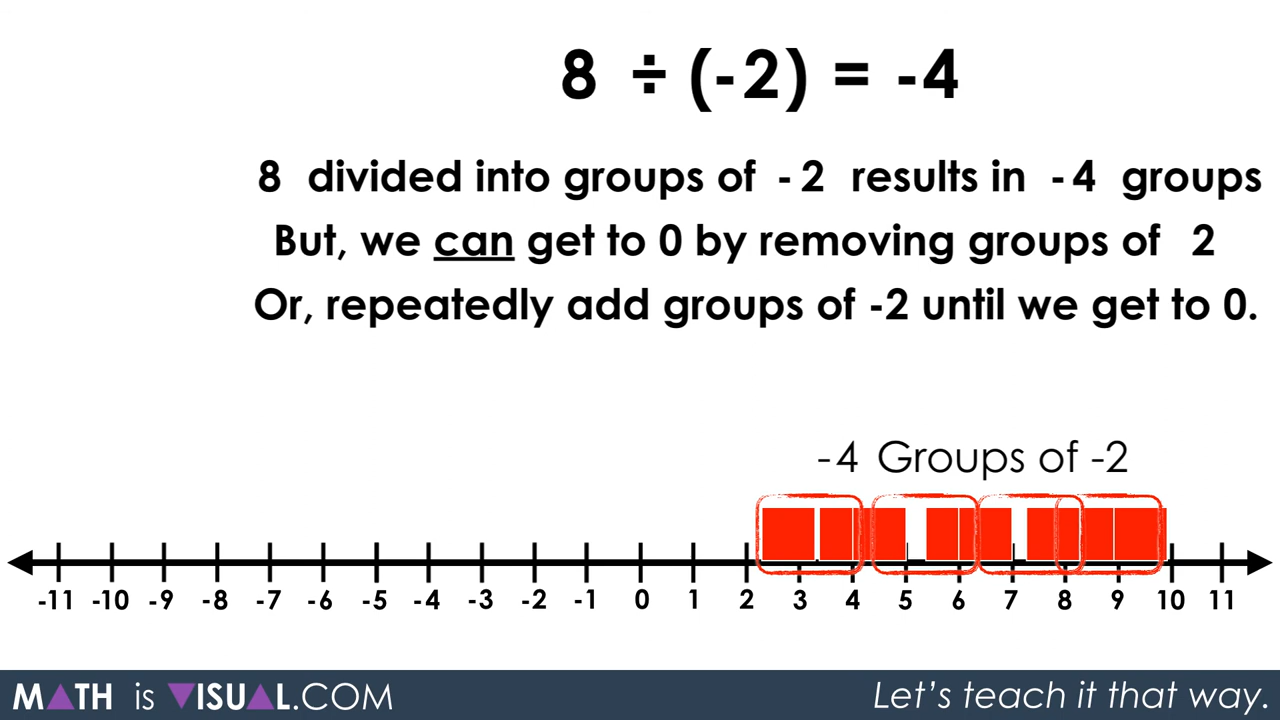 8 ÷ (-2) = -4
8 divided into groups of -2 results in -4 groups
But, we can get to 0 by removing groups of 2
Or, repeatedly add groups of -2 until we get to 0.
-4 Groups of -2
-11 -10 -9 -8 -7 -6 -5 -4 -3 -2 -1 0 1 2 3 4 5 6 7 8 9 10 11
MATH is VISUAL.COM
Let's teach it that way.